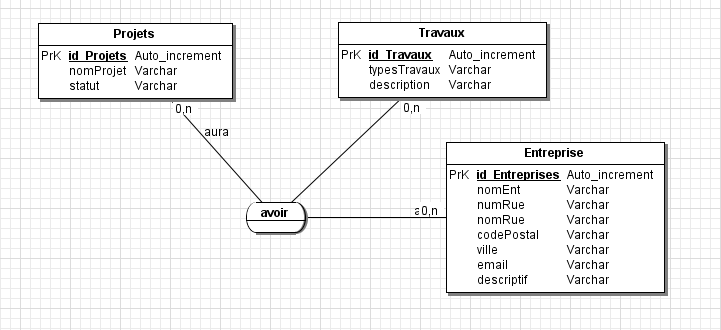 Projets
PrK id_Projets Auto_increment
nomProjet Varchar
statut Varchar
Travaux
PrK id_Travaux Auto_increment
typesTravaux Varchar
description Varchar
0,n
0,n
aura
Entreprise
PrK id_Entreprises Auto_increment
nomEnt Varchar
numRue Varchar
nomRue Varchar
codePostal Varchar
ville Varchar
email Varchar
descriptif Varchar
avoir
a0,n